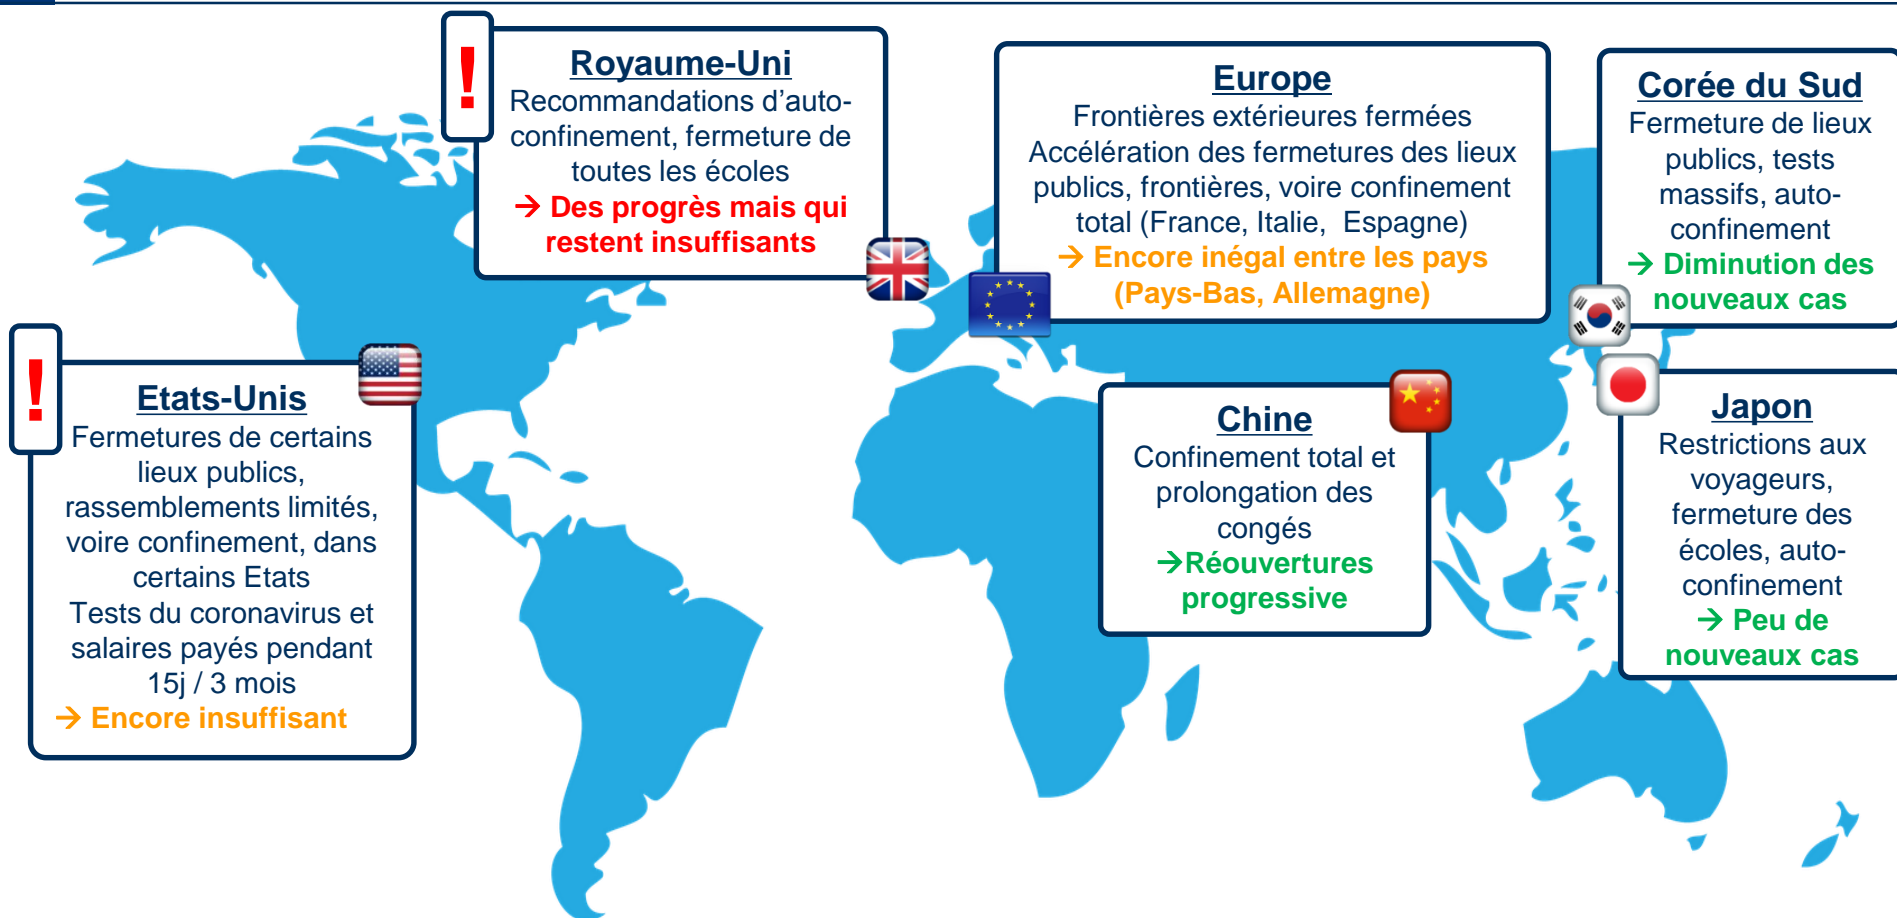 !
Royaume-Uni
Recommandations d'auto-
confinement, fermeture de
toutes les écoles
→ Des progrès mais qui
restent insuffisants
Europe
Frontières extérieures fermées
Accélération des fermetures des lieux
publics, frontières, voire confinement
total (France, Italie, Espagne)
→ Encore inégal entre les pays
(Pays-Bas, Allemagne)
Corée du Sud
Fermeture de lieux
publics, tests
massifs, auto-
confinement
→ Diminution des
nouveaux cas
!
Etats-Unis
Fermetures de certains
lieux publics,
rassemblements limités,
voire confinement, dans
certains Etats
Tests du coronavirus et
salaires payés pendant
15j / 3 mois
→ Encore insuffisant
Chine
Confinement total et
prolongation des
congés
→Réouvertures
progressive
Japon
Restrictions aux
voyageurs,
fermeture des
écoles, auto-
confinement
→ Peu de
nouveaux cas